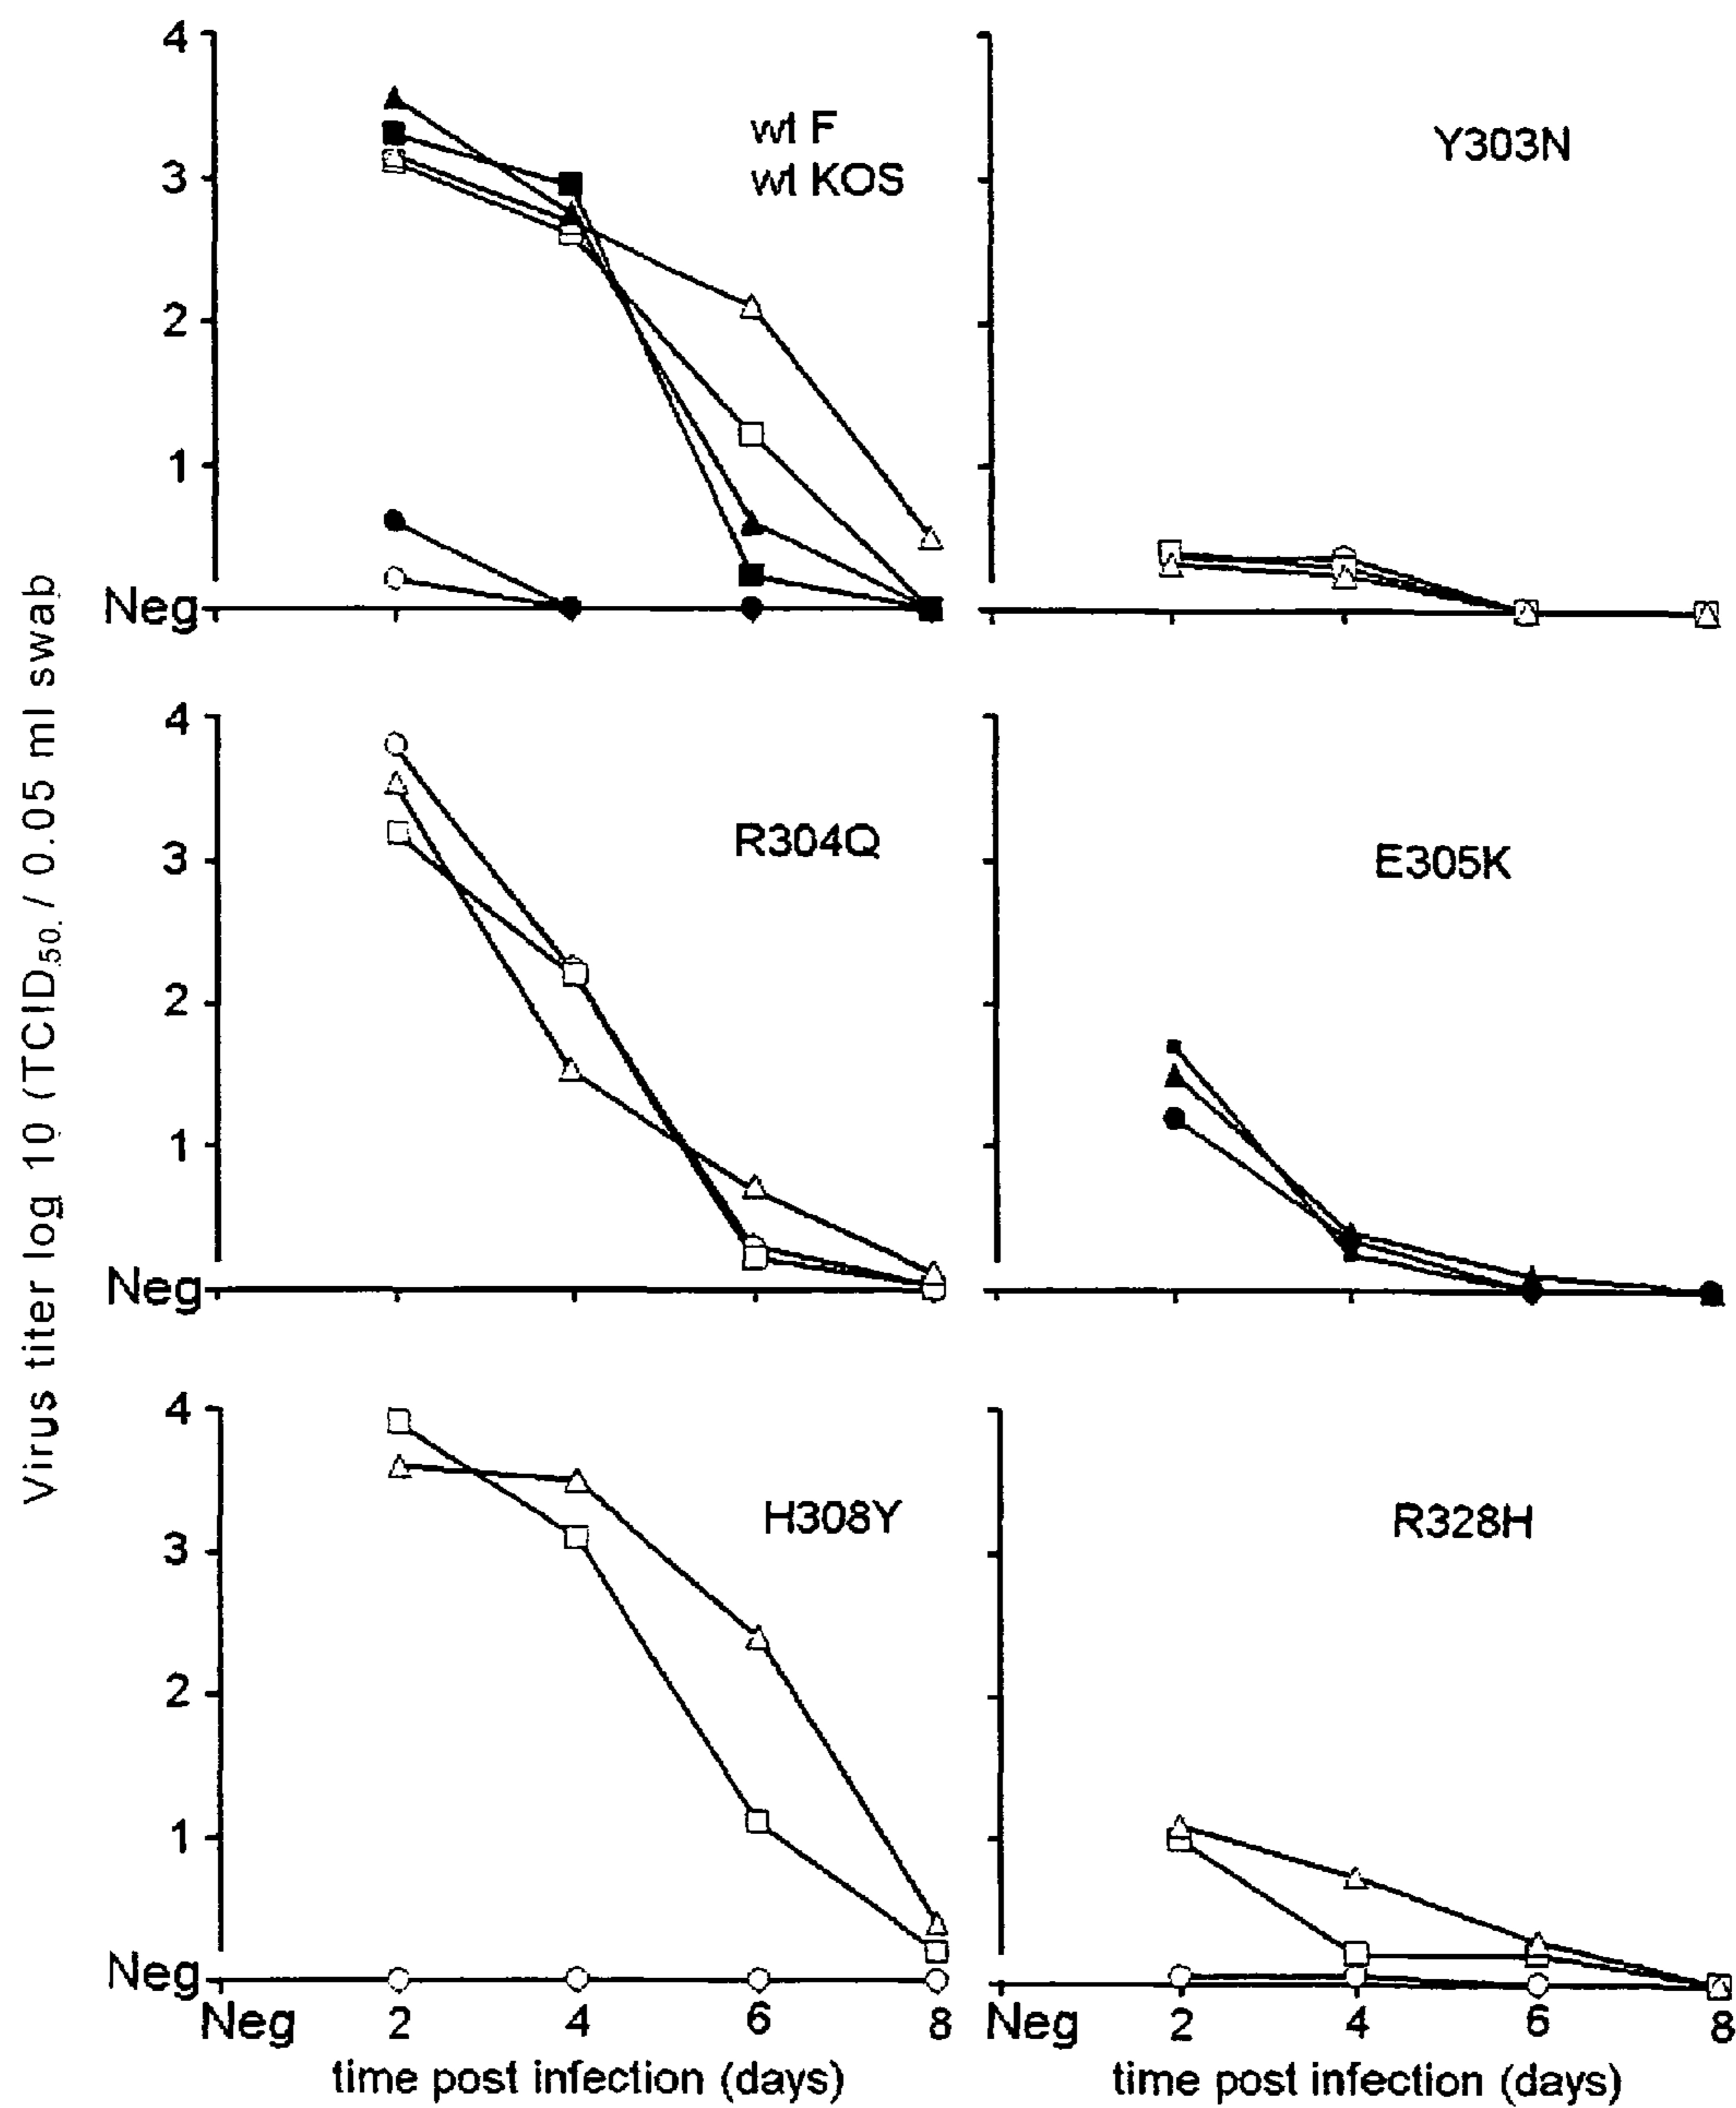 Virus titer log 10 (TCID50. / 0.05 ml swab
4
3
2
1
Neg
wt F
wt KOS
Y303N
4
3
2
1
Neg
R304Q
E305K
4
3
2
1
Neg
H308Y
R328H
Neg 2 4 6 8 Neg 2 4 6 8
time post infection (days) time post infection (days)